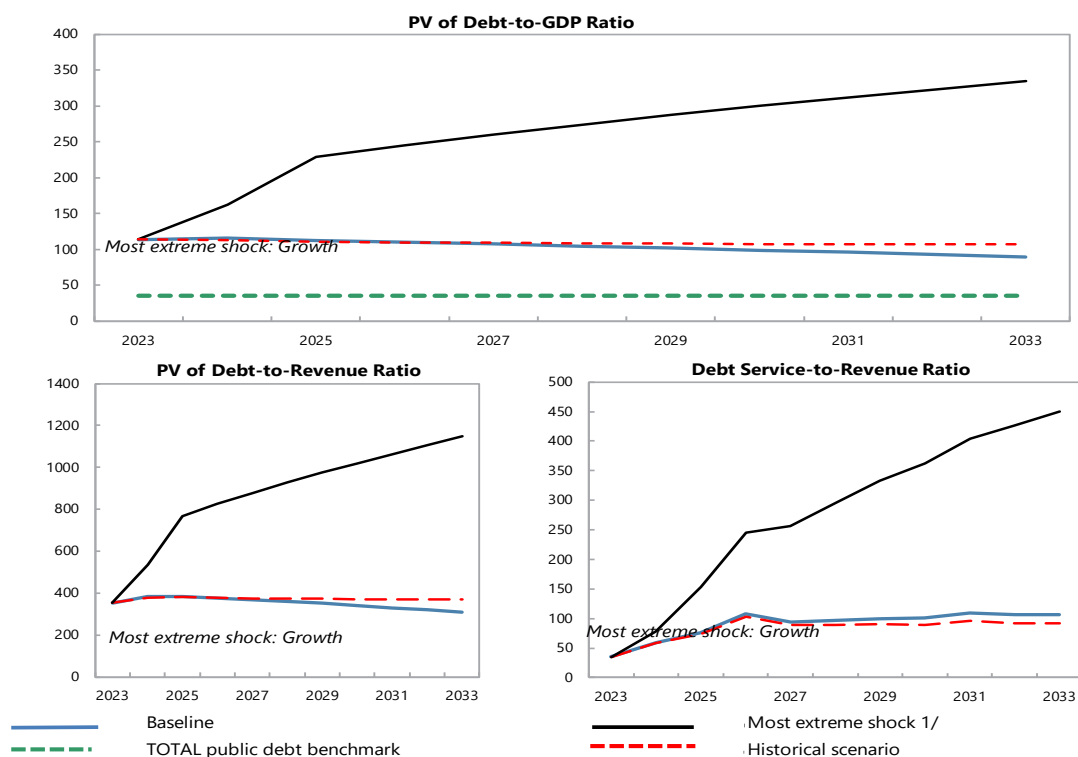 PV of Debt-to-GDP Ratio
400
350
300
250
200
150
100
50
0
Most extreme shock: Growth
2023 2025 2027 2029 2031 2033
PV of Debt-to-Revenue Ratio
1400
1200
1000
800
600
400
200
0
Most extreme shock: Growth
2023 2025 2027 2029 2031 2033
Debt Service-to-Revenue Ratio
500
450
400
350
300
250
200
150
100
50
0
Most extreme shock: Growth
2023 2025 2027 2029 2031 2033
Baseline
Most extreme shock 1/
TOTAL public debt benchmark
Historical scenario